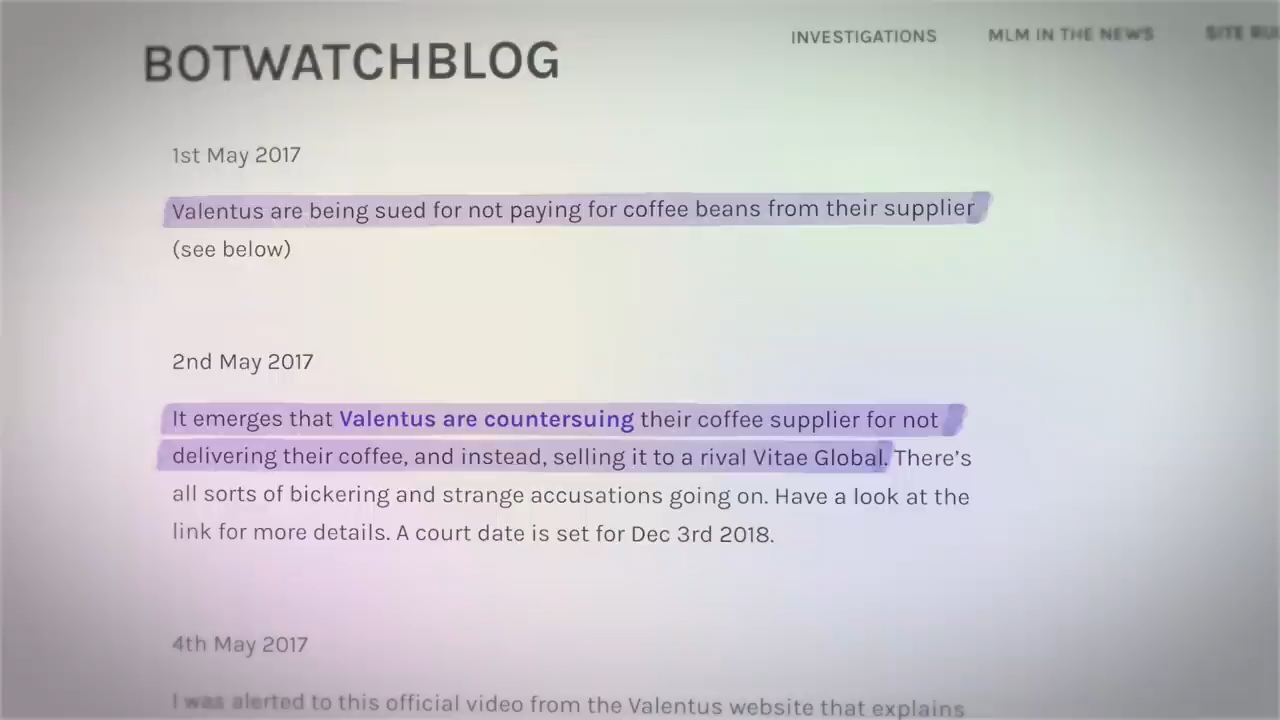 BOTWATCHBLOG
INVESTIGATIONS
MLM IN THE NEWS
SITE
1st May 2017
Valentus are being sued for not paying for coffee beans from their supplier
(see below)
2nd May 2017
It emerges that Valentus are countersuing their coffee supplier for not
delivering their coffee, and instead, selling it to a rival Vitae Global. There's
all sorts of bickering and strange accusations going on. Have a look at the
link for more details. A court date is set for Dec 3rd 2018.
4th May 2017
I was alerted to this official video from the Valentus website that explains